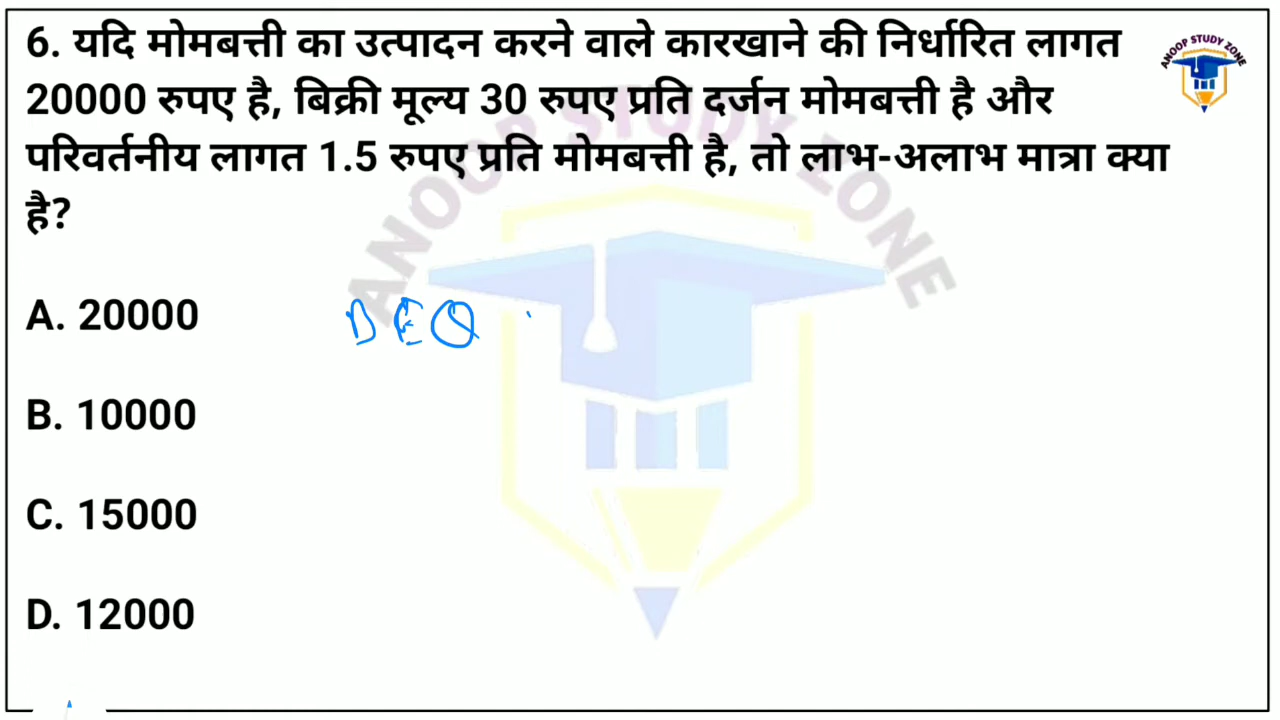 6. यदि मोमबत्ती का उत्पादन करने वाले कारखाने की निर्धारित लागत
20000 रुपए है, बिक्री मूल्य 30 रुपए प्रति दर्जन मोमबत्ती है और
परिवर्तनीय लागत 1.5 रुपए प्रति मोमबत्ती है, तो लाभ-अलाभ मात्रा क्या
है?
ANOOP STUDY ZONE
ANOOP STUDY ZONE
A. 20000
BEQ
B. 10000
C. 15000
D. 12000